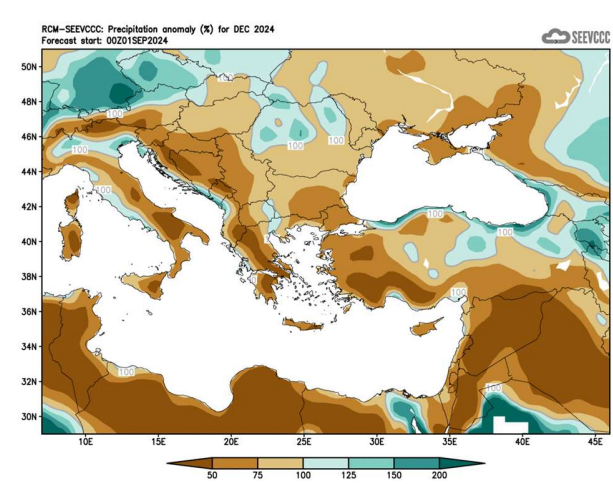 RCM-SEEVCCC: Precipitation anomaly (%) for DEC 2024
Forecast start: 00Z01SEP2024
SEEVCCC
50N
48N
46N
44N
42N
40N
38N
36N
34N
32N
30N
100
100
100
100
100
100
100
100
100
100
100
10E
15E
20E
25E
30E
35E
40E
45E
50
75
100
125
150
200